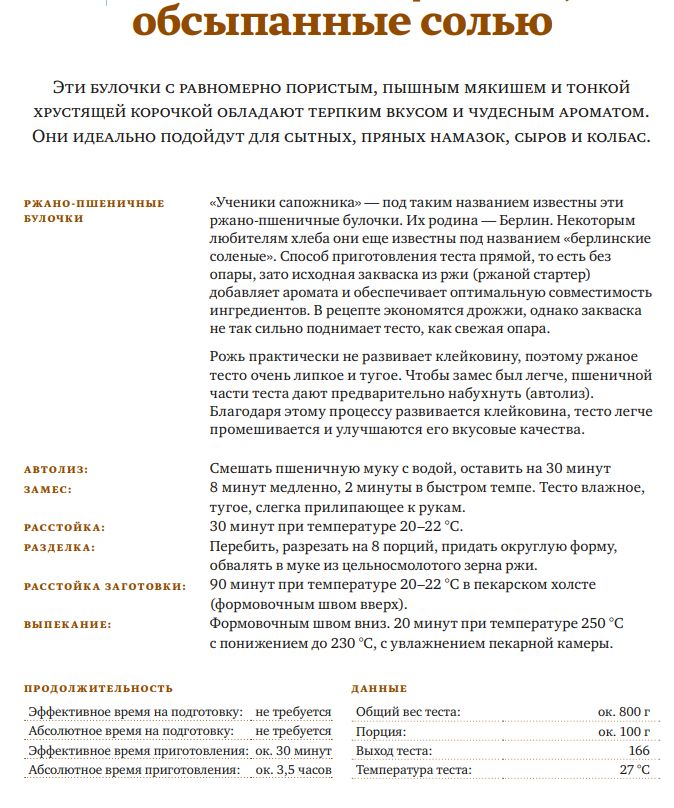 обсыпанные солью
Эти булочки с равномерно пористым, пышным мякишем и тонкой
хрустящей корочкой обладают терпким вкусом и чудесным ароматом.
Они идеально подойдут для сытных, пряных намазок, сыров и колбас.
РЖАНО-ПШЕНИЧНЫЕ
БУЛОЧКИ
«Ученики сапожника» — под таким названием известны эти
ржано-пшеничные булочки. Их родина — Берлин. Некоторым
любителям хлеба они еще известны под названием «берлинские
соленые». Способ приготовления теста прямой, то есть без
опары, зато исходная закваска из ржи (ржаной стартер)
добавляет аромата и обеспечивает оптимальную совместимость
ингредиентов. В рецепте экономятся дрожжи, однако закваска
не так сильно поднимает тесто, как свежая опара.
Рожь практически не развивает клейковину, поэтому ржаное
тесто очень липкое и тугое. Чтобы замес был легче, пшеничной
части теста дают предварительно набухнуть (автолиз).
Благодаря этому процессу развивается клейковина, тесто легче
промешивается и улучшаются его вкусовые качества.
АВТОЛИЗ: Смешать пшеничную муку с водой, оставить на 30 минут
ЗАМЕС: 8 минут медленно, 2 минуты в быстром темпе. Тесто влажное,
тугое, слегка прилипающее к рукам.
РАССТОЙКА: 30 минут при температуре 20–22 °С.
РАЗДЕЛКА: Перебить, разрезать на 8 порций, придать округлую форму,
обвалять в муке из цельносмолотого зерна ржи.
РАССТОЙКА ЗАГОТОВКИ: 90 минут при температуре 20–22 °С в пекарском холсте
(формовочным швом вверх).
ВЫПЕКАНИЕ: Формовочным швом вниз. 20 минут при температуре 250 °С
с понижением до 230 °С, с увлажнением пекарной камеры.
ПРОДОЛЖИТЕЛЬНОСТЬ
Эффективное время на подготовку: не требуется
Абсолютное время на подготовку: не требуется
Эффективное время приготовления: ок. 30 минут
Абсолютное время приготовления: ок. 3,5 часов
ДАННЫЕ
Общий вес теста: ок. 800 г
Порция: ок. 100 г
Выход теста: 166
Температура теста: 27 °С